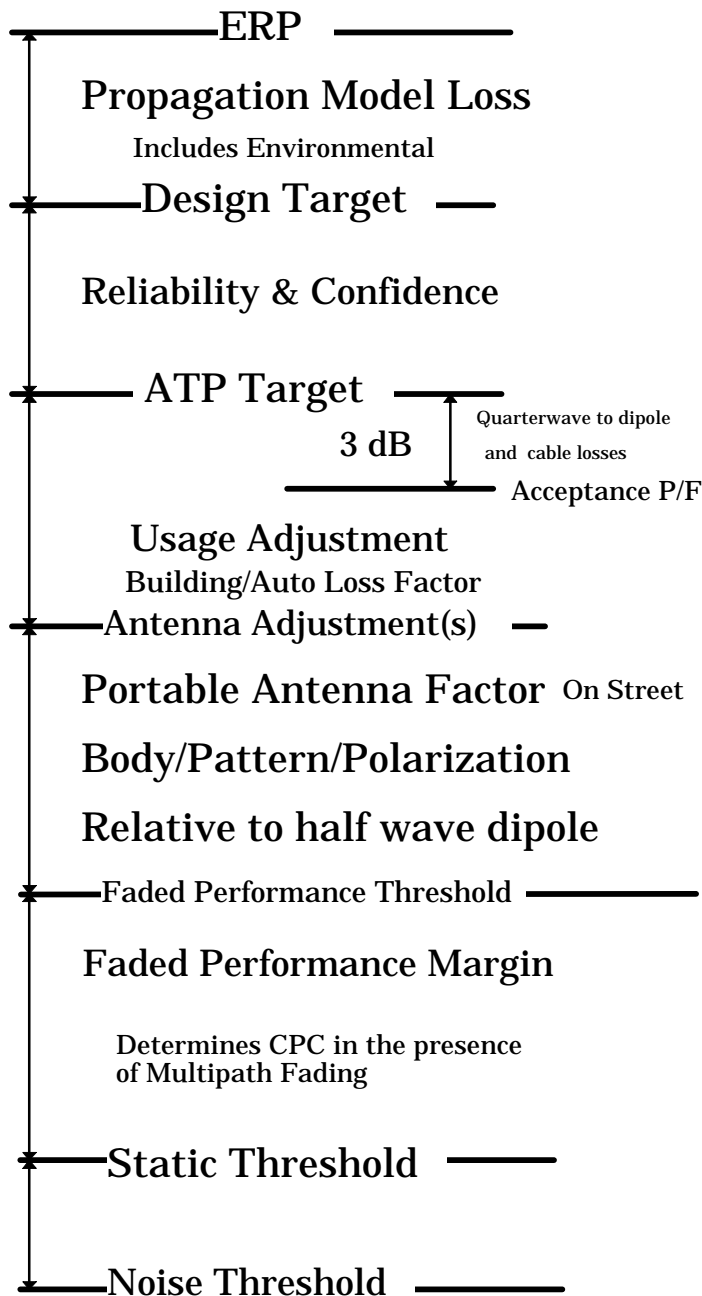 ERP
Propagation Model Loss
Includes Environmental
Design Target
Reliability & Confidence
ATP Target
Quarterwave to dipole
3 dB
and cable losses
Acceptance P/F
Usage Adjustment
Building/Auto Loss Factor
Antenna Adjustment(s)
Portable Antenna Factor On Street
Body/Pattern/Polarization
Relative to half wave dipole
Faded Performance Threshold
Faded Performance Margin
Determines CPC in the presence
of Multipath Fading
Static Threshold
Noise Threshold